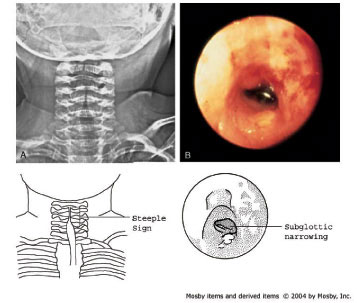 A
B
Steeple
Sign
Subglottic
narrowing
Mosby items and derived items © 2004 by Mosby, Inc.